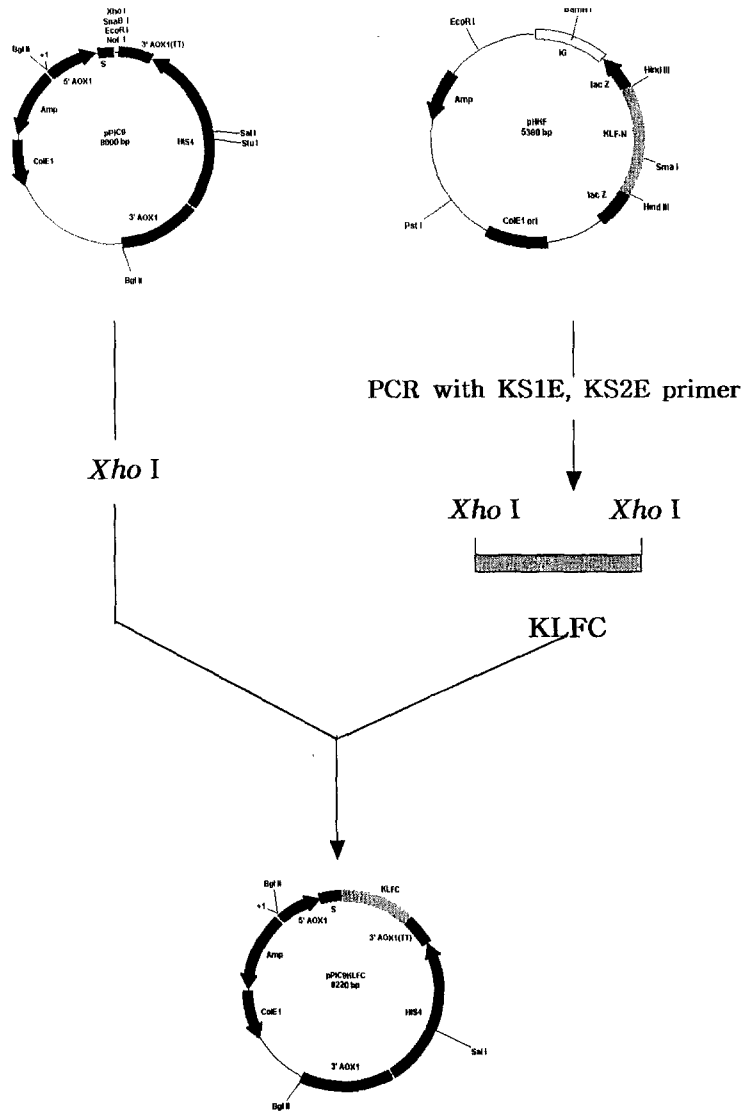 Xho I
SnaB I
EcoR I
Not I
3' AOX1(TT)
Bgl II
+1
5' AOX1
S
Amp
pPIC9
8000 bp
ColE1
HIS4
Sal I
Stu I
3' AOX1
Bgl II
BamH I
EcoR I
IG
lac Z
Hind III
Amp
5360 bp
KLF-N
Sma I
lac Z
Hind III
Pst I
ColE1 ori
PCR with KS1E, KS2E primer
Xho I
Xho I Xho I
KLFC
Bgl II
KLFC
+1
5' AOX1
S
3' AOX1(TT)
Amp
pPIC9KLFC
8220 bp
ColE1
HIS4
Sal I
3' AOX1
Bgl II